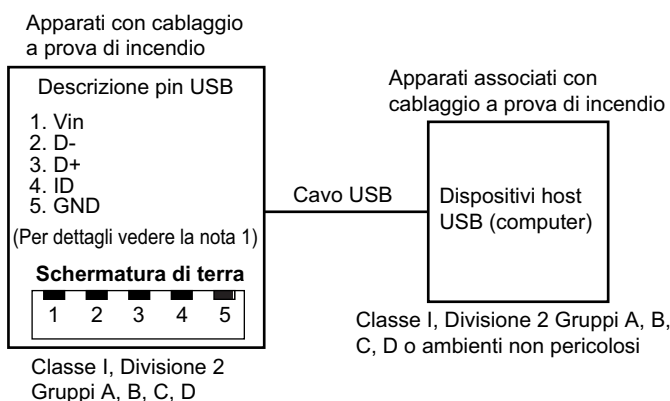 Apparati con cablaggio
a prova di incendio
Descrizione pin USB
1. Vin
2. D-
3. D+
4. ID
5. GND
(Per dettagli vedere la nota 1)
Schermatura di terra
1 2 3 4 5
Classe I, Divisione 2
Gruppi A, B, C, D
Cavo USB
Apparati associati con
cablaggio a prova di incendio
Dispositivi host
USB (computer)
Classe I, Divisione 2 Gruppi A, B,
C, D o ambienti non pericolosi